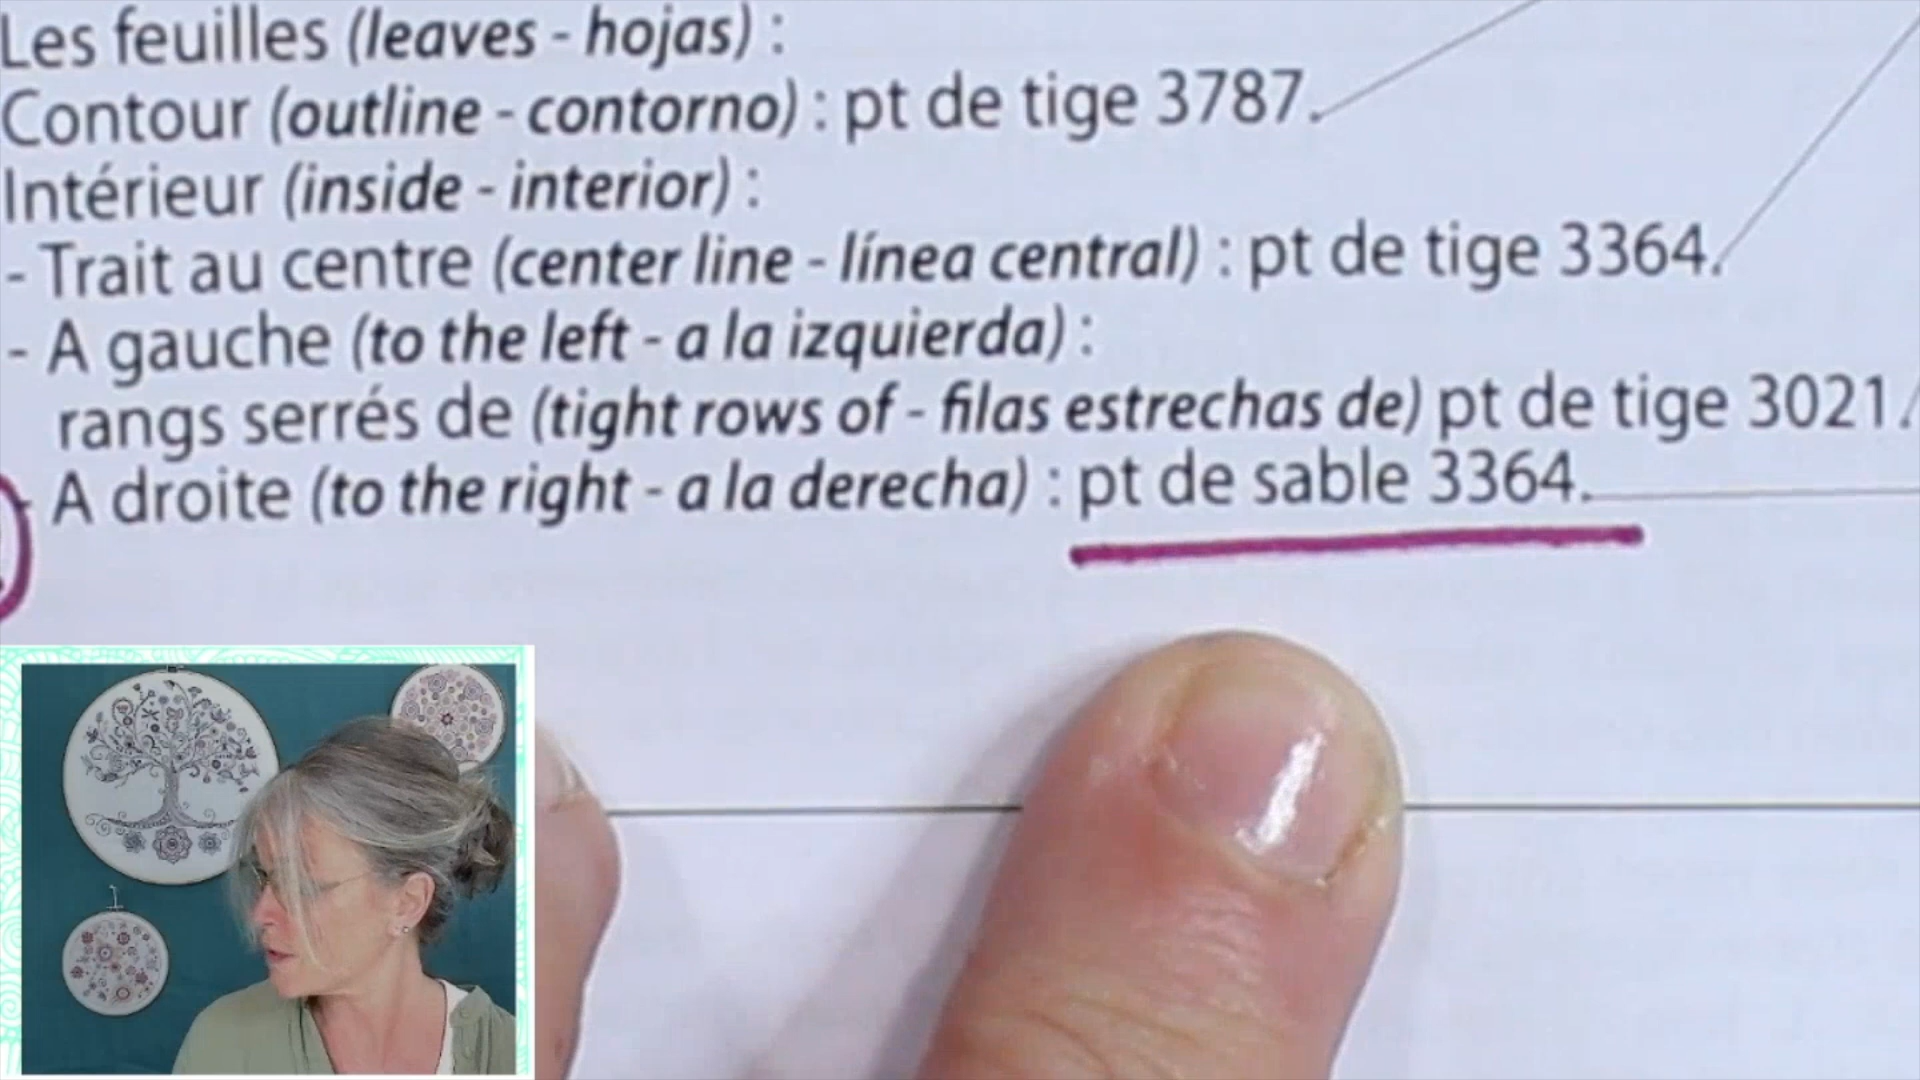 Les feuilles (leaves - hojas) :
Contour (outline - contorno) : pt de tige 3787.
Intérieur (inside - interior) :
- Trait au centre (center line - línea central) : pt de tige 3364.
- A gauche (to the left - a la izquierda) :
rangs serrés de (tight rows of - filas estrechas de) pt de tige 3021.
- A droite (to the right - a la derecha) : pt de sable 3364.